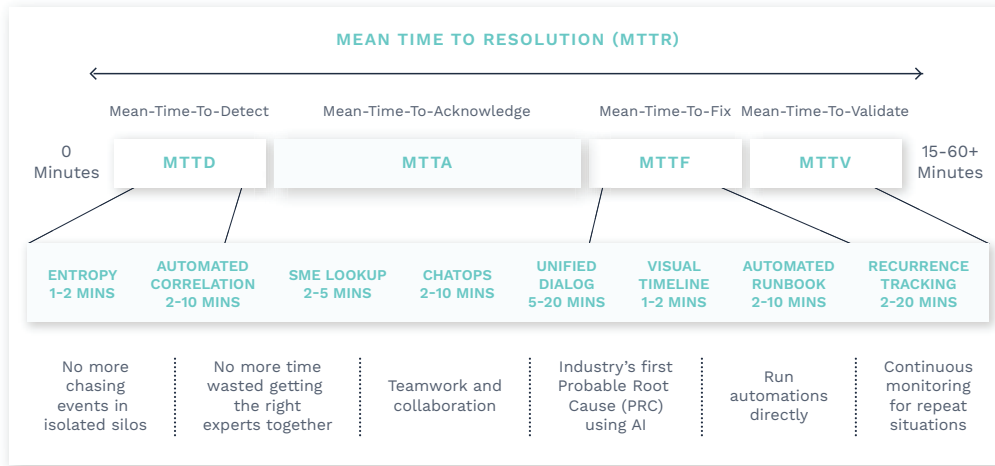 MEAN TIME TO RESOLUTION (MTTR)
Mean-Time-To-Detect
Mean-Time-To-Acknowledge
Mean-Time-To-Fix
Mean-Time-To-Validate
0
Minutes
MTTD
MTTA
MTTF
MTTV
15-60+
Minutes
ENTROPY
1-2 MINS
AUTOMATED
CORRELATION
2-10 MINS
SME LOOKUP
2-5 MINS
CHATOPS
2-10 MINS
UNIFIED
DIALOG
5-20 MINS
VISUAL
TIMELINE
1-2 MINS
AUTOMATED
RUNBOOK
2-10 MINS
RECURRENCE
TRACKING
2-20 MINS
No more
chasing
events in
isolated silos
No more time
wasted getting
the right
experts together
Teamwork and
collaboration
Industry’s first
Probable Root
Cause (PRC)
using AI
Run
automations
directly
Continuous
monitoring
for repeat
situations